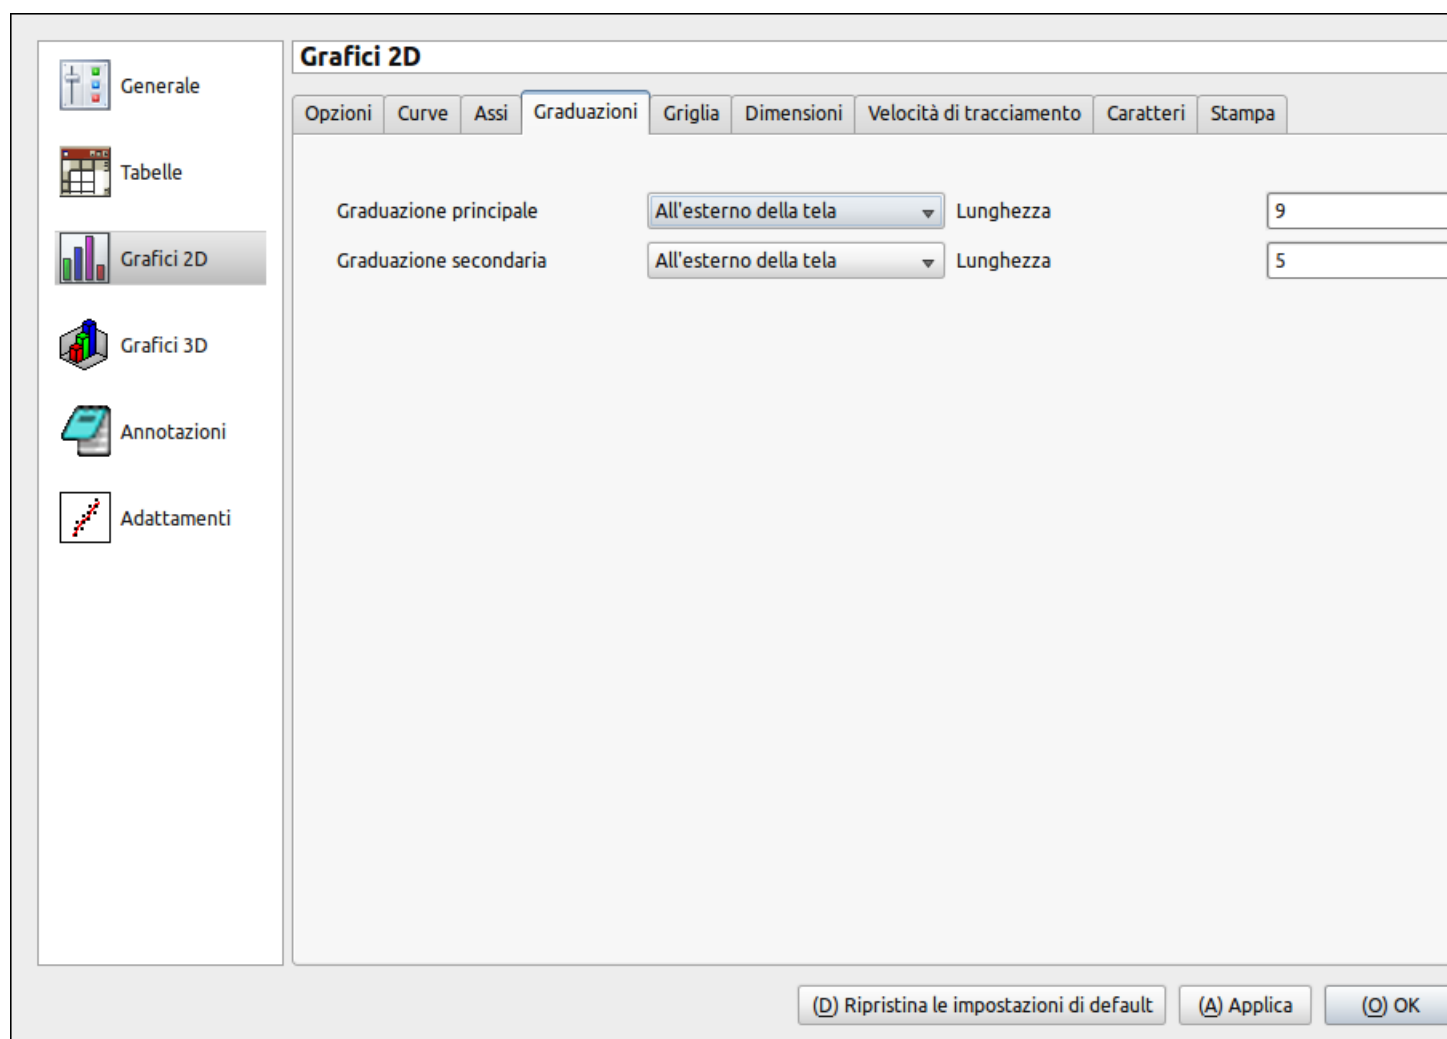 Generale
Tabelle
Grafici 2D
Grafici 3D
Annotazioni
Adattamenti
Grafici 2D
Opzioni Curve Assi Graduazioni Griglia Dimensioni Velocità di tracciamento Caratteri Stampa
Graduazione principale All'esterno della tela Lunghezza 9
Graduazione secondaria All'esterno della tela Lunghezza 5
(D) Ripristina le impostazioni di default (A) Applica (O) OK